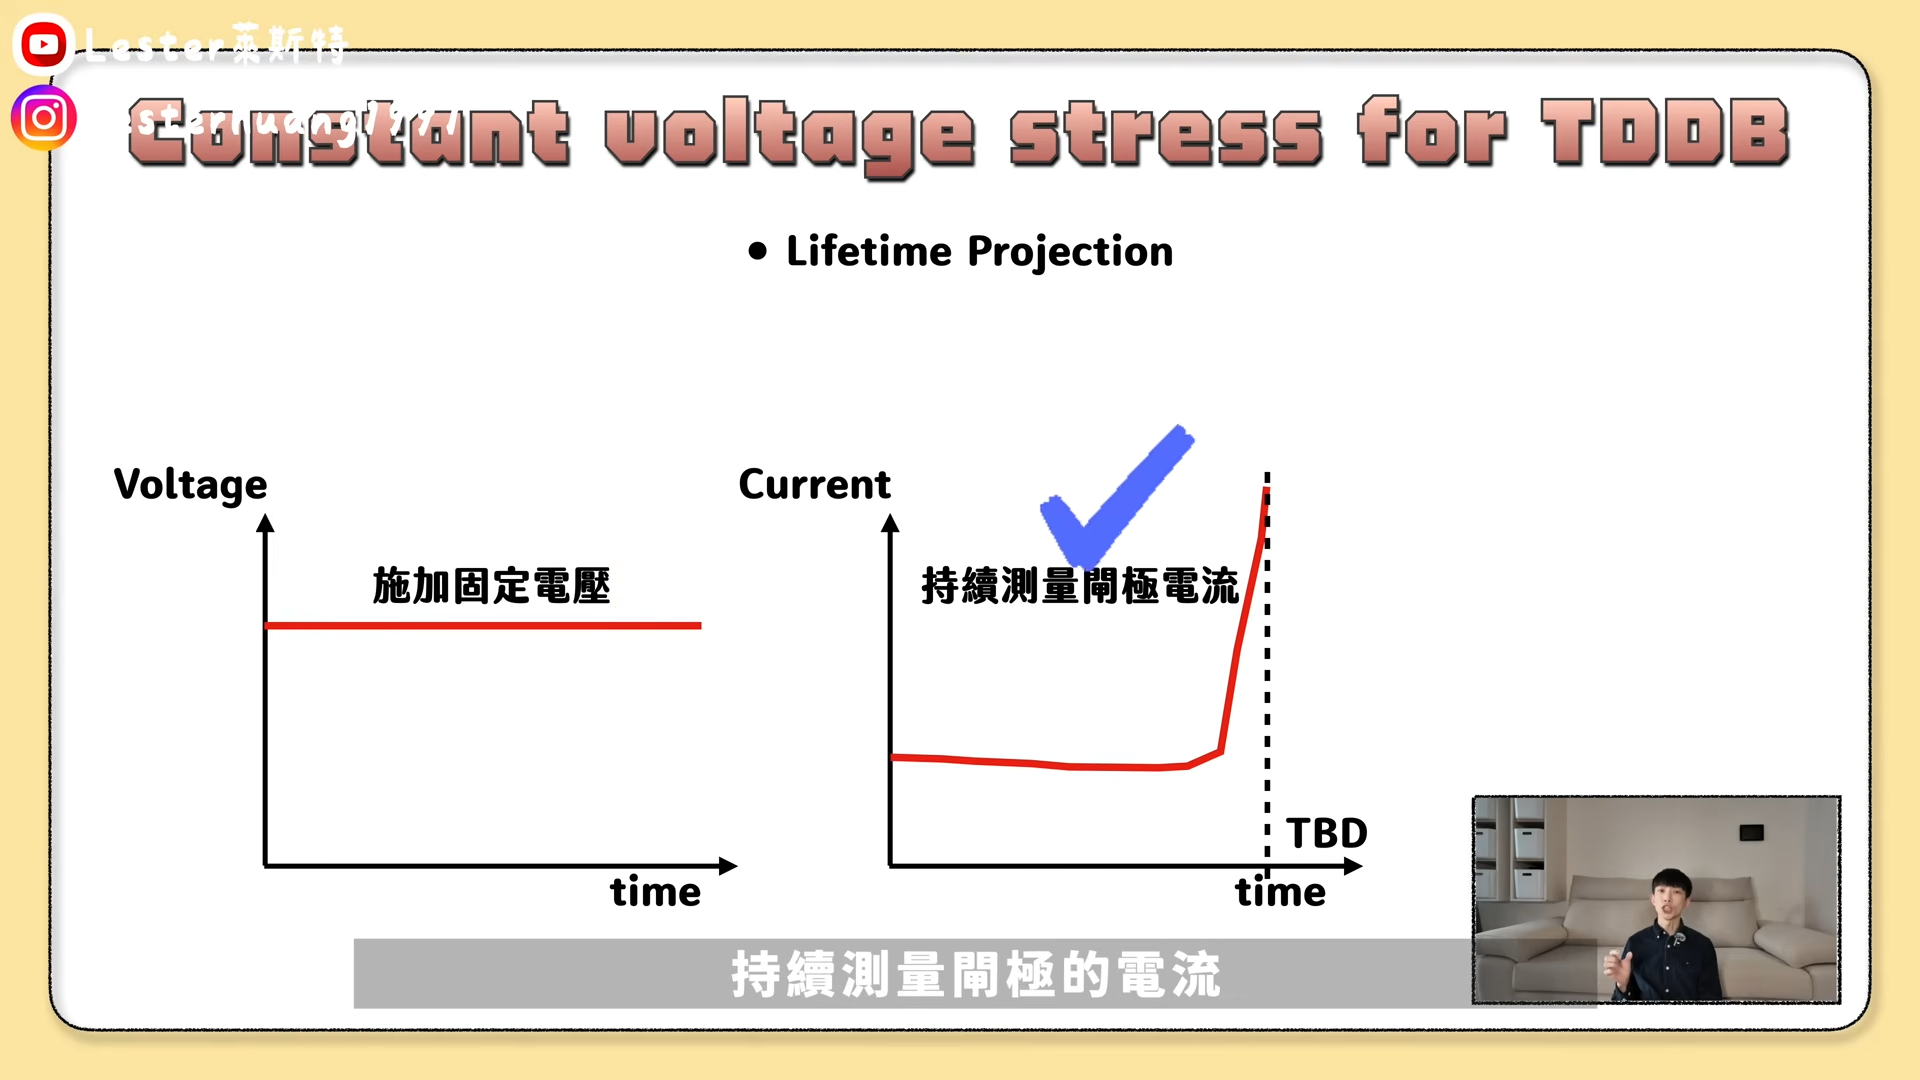 Lester萊斯特
Constant voltage stress for TDDB
• Lifetime Projection
Voltage
施加固定電壓
time
Current
持續測量閘極電流
TBD
time
持續測量閘極的電流